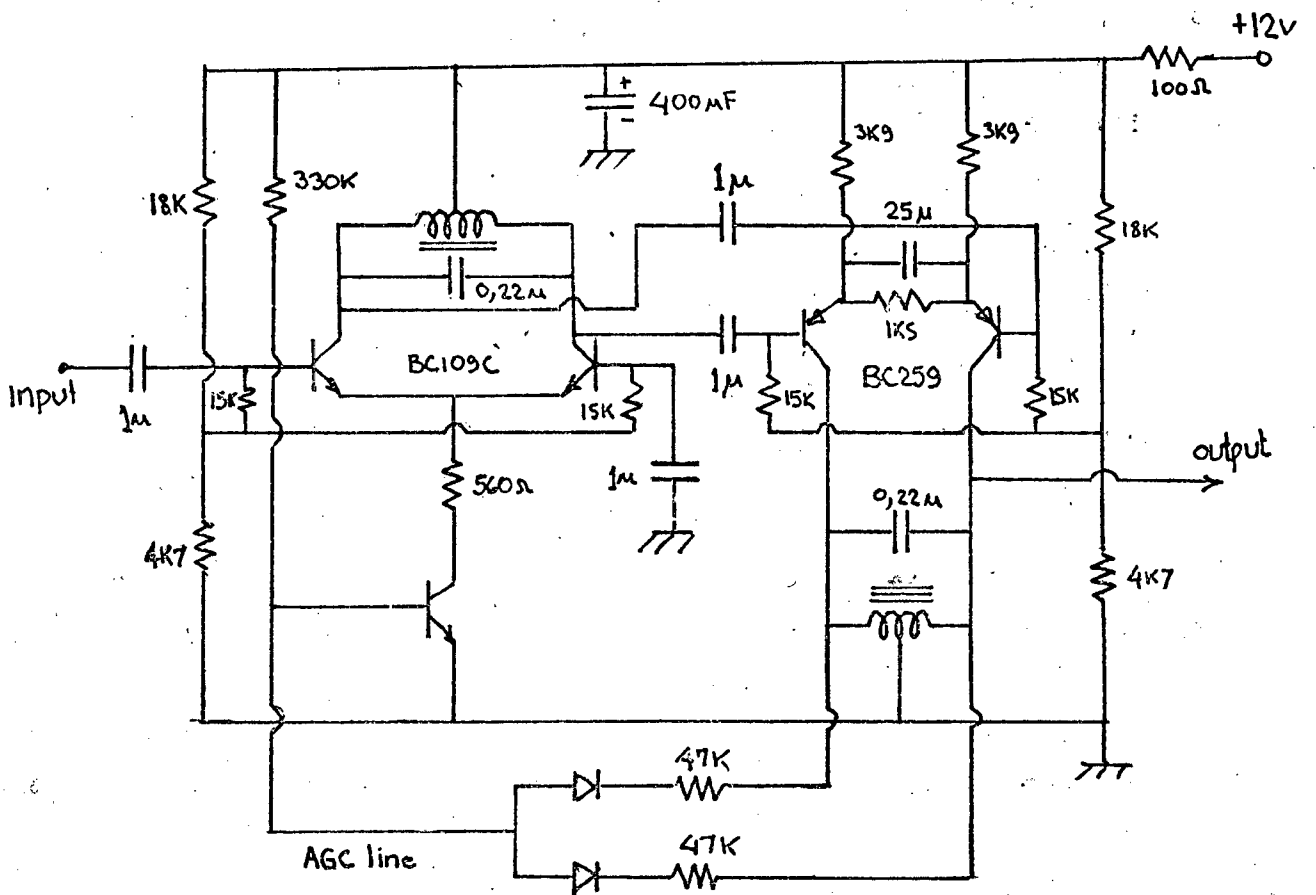 +12v
100Ω
400µF
+
-
3K9
3K9
18K
330K
1µ
25µ
18K
0,22µ
1K5
Input
1µ
15K
BC109C
15K
1µ
15K
BC259
15K
560Ω
1µ
output
0,22µ
4K7
4K7
47K
AGC line
47K